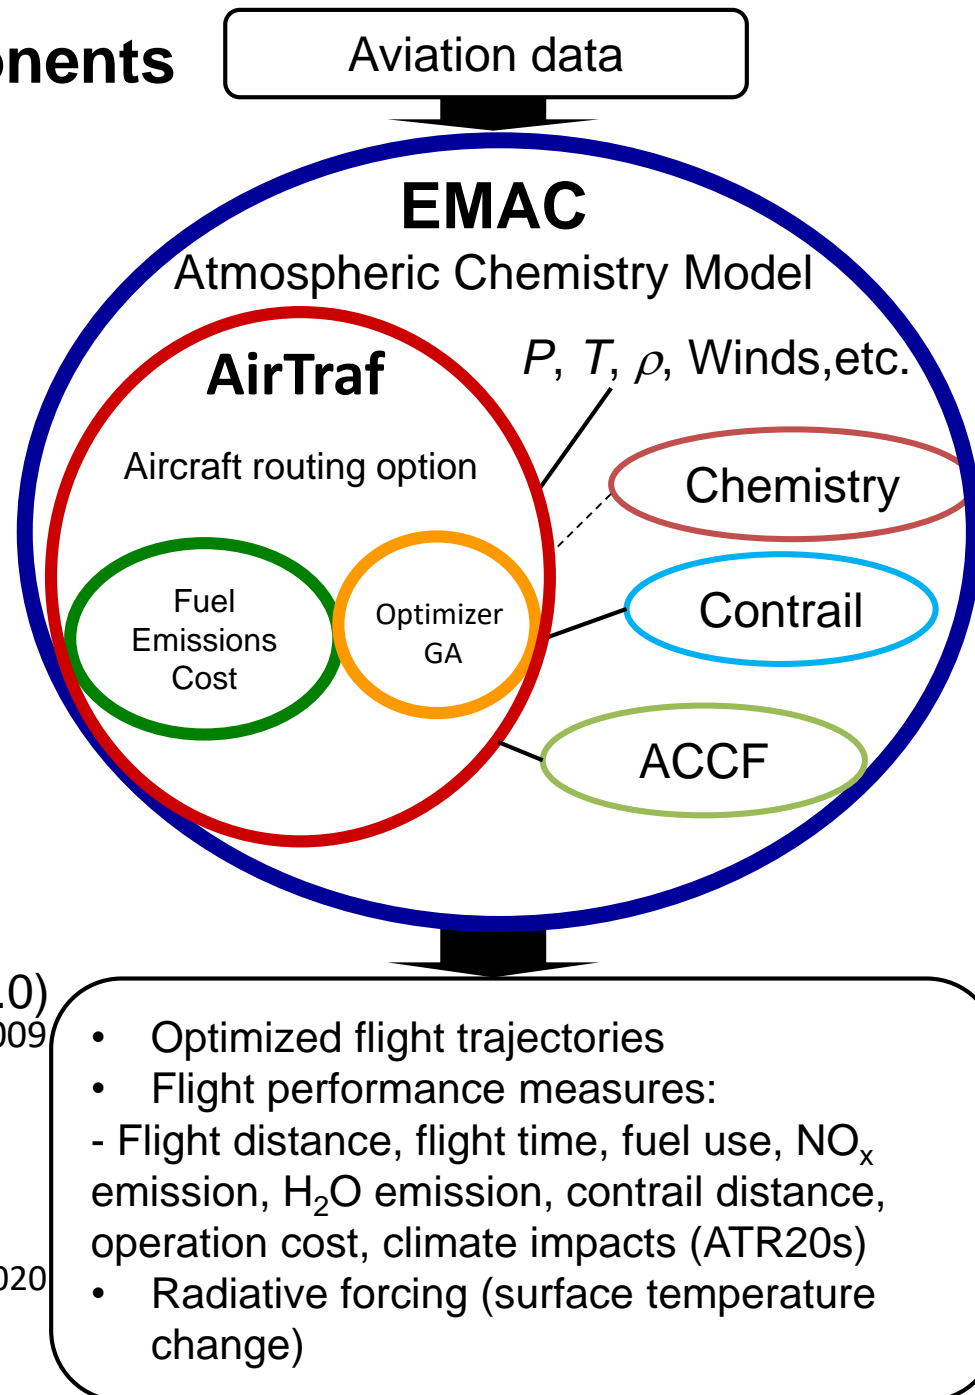 onents
Aviation data
EMAC
Atmospheric Chemistry Model
AirTraf
P, T, ρ, Winds,etc.
Aircraft routing option
Chemistry
Fuel
Emissions
Cost
Optimizer
GA
Contrail
ACCF
.0)
009
• Optimized flight trajectories
• Flight performance measures:
- Flight distance, flight time, fuel use, NOₓ
emission, H₂O emission, contrail distance,
operation cost, climate impacts (ATR20s)
020
• Radiative forcing (surface temperature
change)